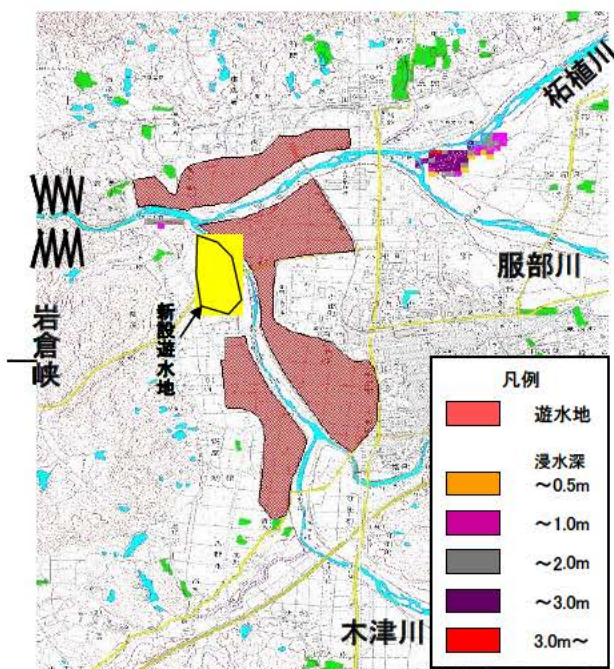 柘植川
服部川
岩倉峡
新設遊水地
木津川
凡例
遊水地
浸水深
～0.5m
～1.0m
～2.0m
～3.0m
3.0m～